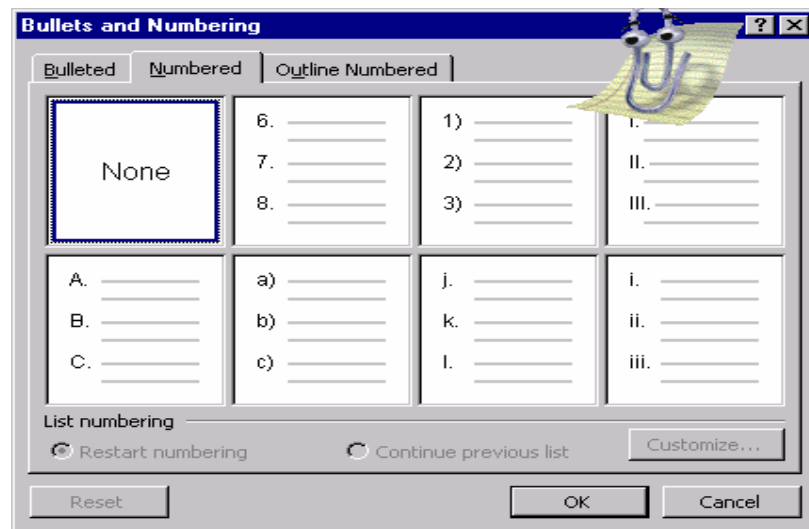 Bullets and Numbering
Bulleted Numbered Outline Numbered
None
6.
7.
8.
1)
2)
3)
I.
II.
III.
A.
B.
C.
a)
b)
c)
j.
k.
l.
i.
ii.
iii.
List numbering
Restart numbering Continue previous list Customize...
Reset OK Cancel